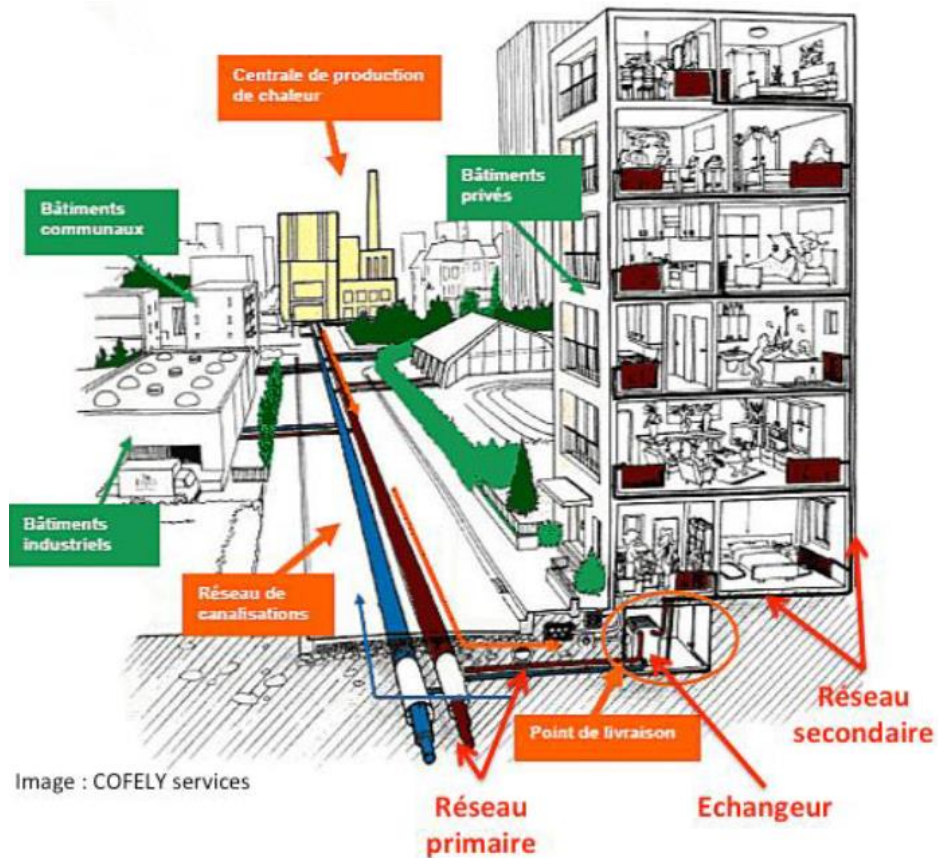 Centrale de production
de chaleur
Bâtiments
privés
Bâtiments
communaux
Bâtiments
industriels
Réseau de
canalisations
Point de livraison
Réseau
secondaire
Image : COFELY services
Réseau
primaire
Echangeur